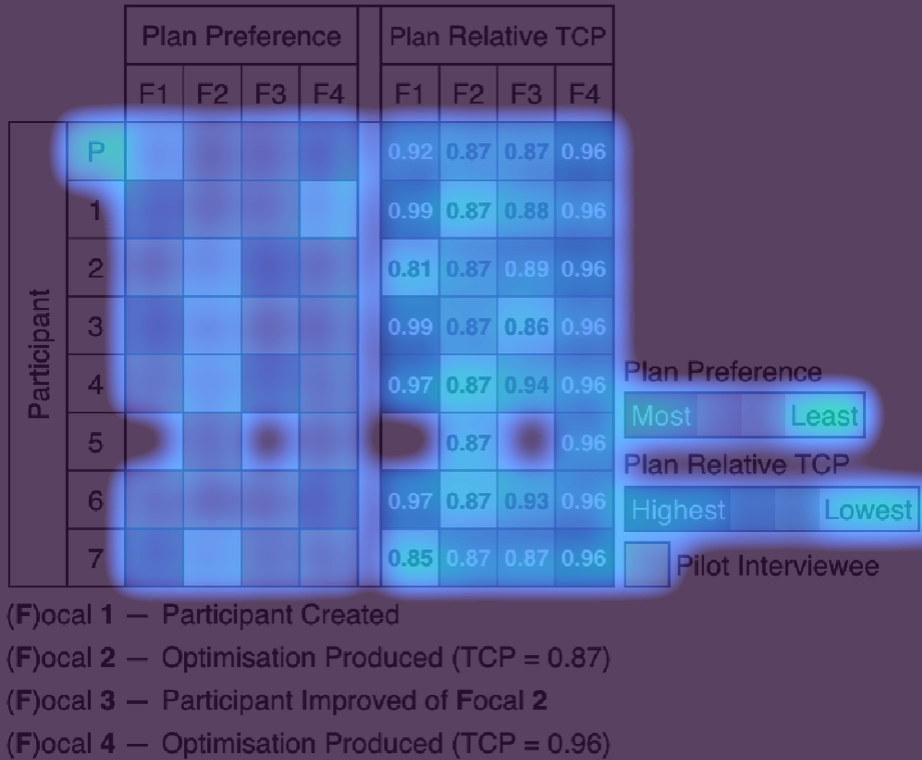 Plan Preference Plan Relative TCP
F1 F2 F3 F4 F1 F2 F3 F4
Participant
P 0.92 0.87 0.87 0.96
1 0.99 0.87 0.88 0.96
2 0.81 0.87 0.89 0.96
3 0.99 0.87 0.86 0.96
4 0.97 0.87 0.94 0.96
5 0.87 0.96
6 0.97 0.87 0.93 0.96
7 0.85 0.87 0.87 0.96
Plan Preference
Most Least
Plan Relative TCP
Highest Lowest
Pilot Interviewee
(F)ocal 1 — Participant Created
(F)ocal 2 — Optimisation Produced (TCP = 0.87)
(F)ocal 3 — Participant Improved of Focal 2
(F)ocal 4 — Optimisation Produced (TCP = 0.96)